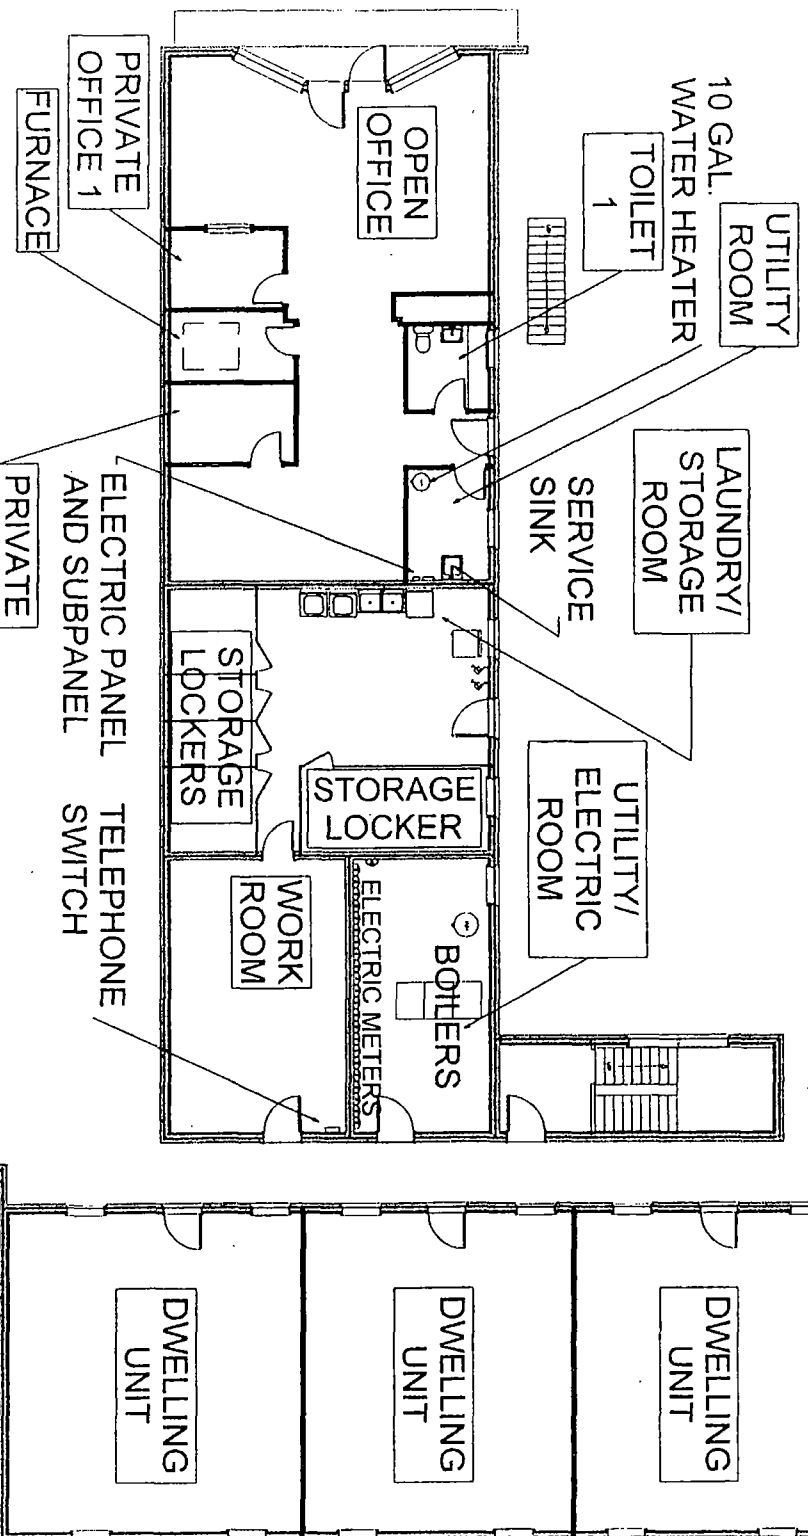 UTILITY
ROOM
10 GAL.
WATER HEATER
TOILET
1
OPEN
OFFICE
PRIVATE
OFFICE 1
FURNACE
LAUNDRY/
STORAGE
ROOM
SERVICE
SINK
STORAGE
LOCKERS
ELECTRIC PANEL
AND SUBPANEL
PRIVATE
UTILITY/
ELECTRIC
ROOM
STORAGE
LOCKER
BOILERS
ELECTRIC METERS
WORK
ROOM
TELEPHONE
SWITCH
DWELLING
UNIT
DWELLING
UNIT
DWELLING
UNIT